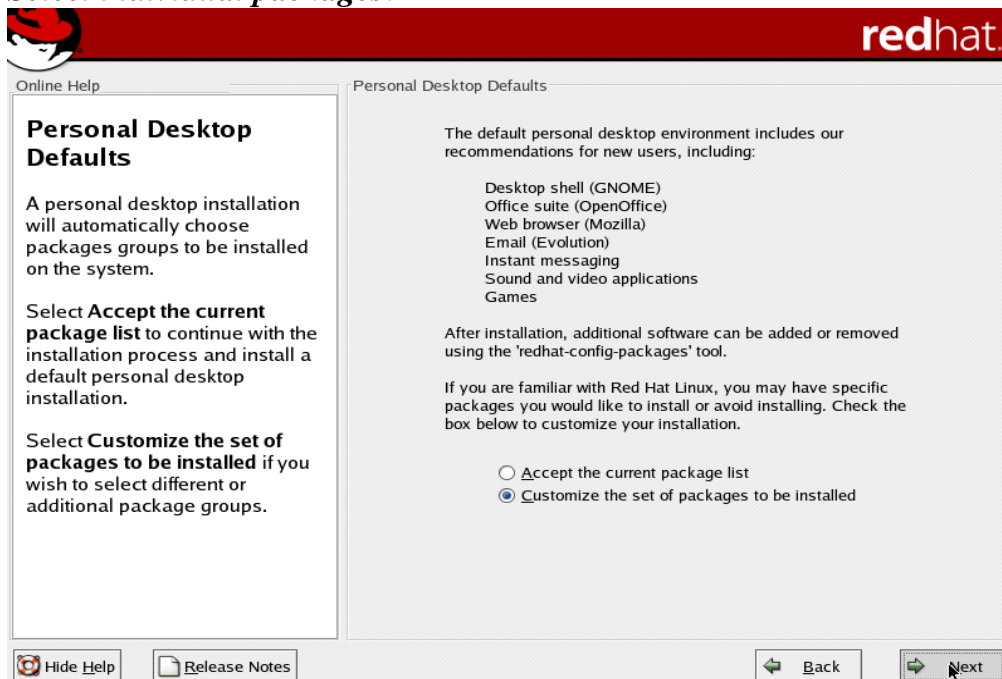 redhat.
Online Help
Personal Desktop
Defaults
A personal desktop installation
will automatically choose
packages groups to be installed
on the system.
Select Accept the current
package list to continue with the
installation process and install a
default personal desktop
installation.
Select Customize the set of
packages to be installed if you
wish to select different or
additional package groups.
Personal Desktop Defaults
The default personal desktop environment includes our
recommendations for new users, including:
Desktop shell (GNOME)
Office suite (OpenOffice)
Web browser (Mozilla)
Email (Evolution)
Instant messaging
Sound and video applications
Games
After installation, additional software can be added or removed
using the 'redhat-config-packages' tool.
If you are familiar with Red Hat Linux, you may have specific
packages you would like to install or avoid installing. Check the
box below to customize your installation.
Accept the current package list
Customize the set of packages to be installed
Hide Help
Release Notes
Back
Next